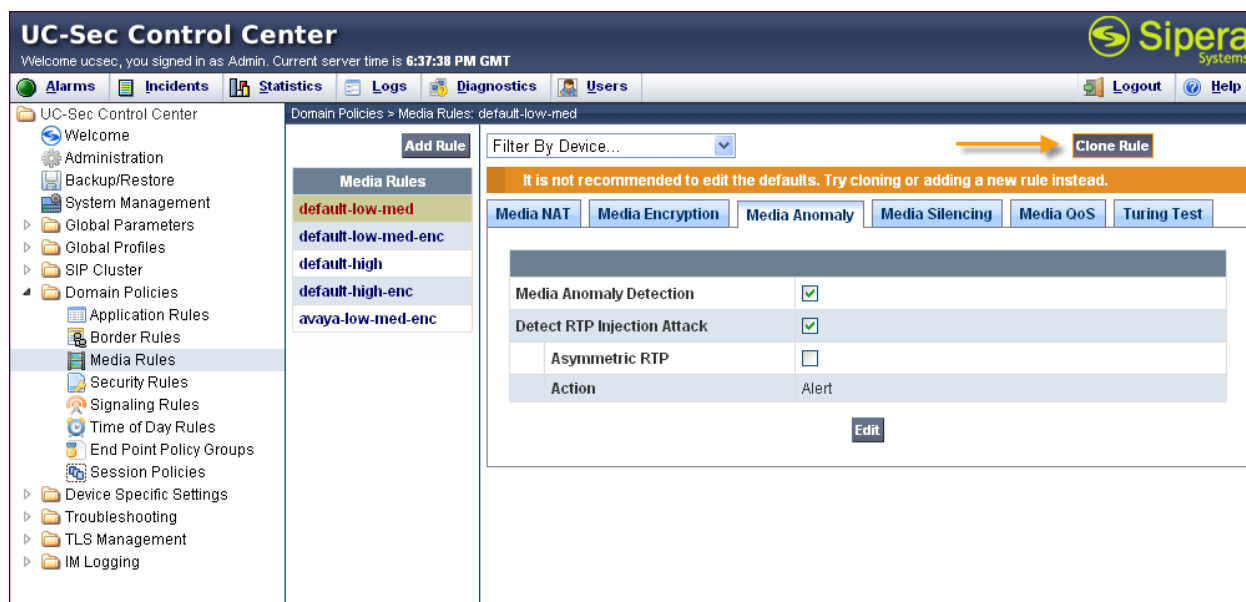 UC-Sec Control Center
Sipera
Systems
Welcome ucsec, you signed in as Admin. Current server time is 6:37:38 PM GMT
Alarms Incidents Statistics Logs Diagnostics Users Logout Help
UC-Sec Control Center
Welcome
Administration
Backup/Restore
System Management
Global Parameters
Global Profiles
SIP Cluster
Domain Policies
Application Rules
Border Rules
Media Rules
Security Rules
Signaling Rules
Time of Day Rules
End Point Policy Groups
Session Policies
Device Specific Settings
Troubleshooting
TLS Management
IM Logging
Domain Policies > Media Rules: default-low-med
Add Rule
Media Rules
default-low-med
default-low-med-enc
default-high
default-high-enc
avaya-low-med-enc
Filter By Device...
Clone Rule
It is not recommended to edit the defaults. Try cloning or adding a new rule instead.
Media NAT Media Encryption Media Anomaly Media Silencing Media QoS Turing Test
Media Anomaly Detection
Detect RTP Injection Attack
Asymmetric RTP
Action Alert
Edit